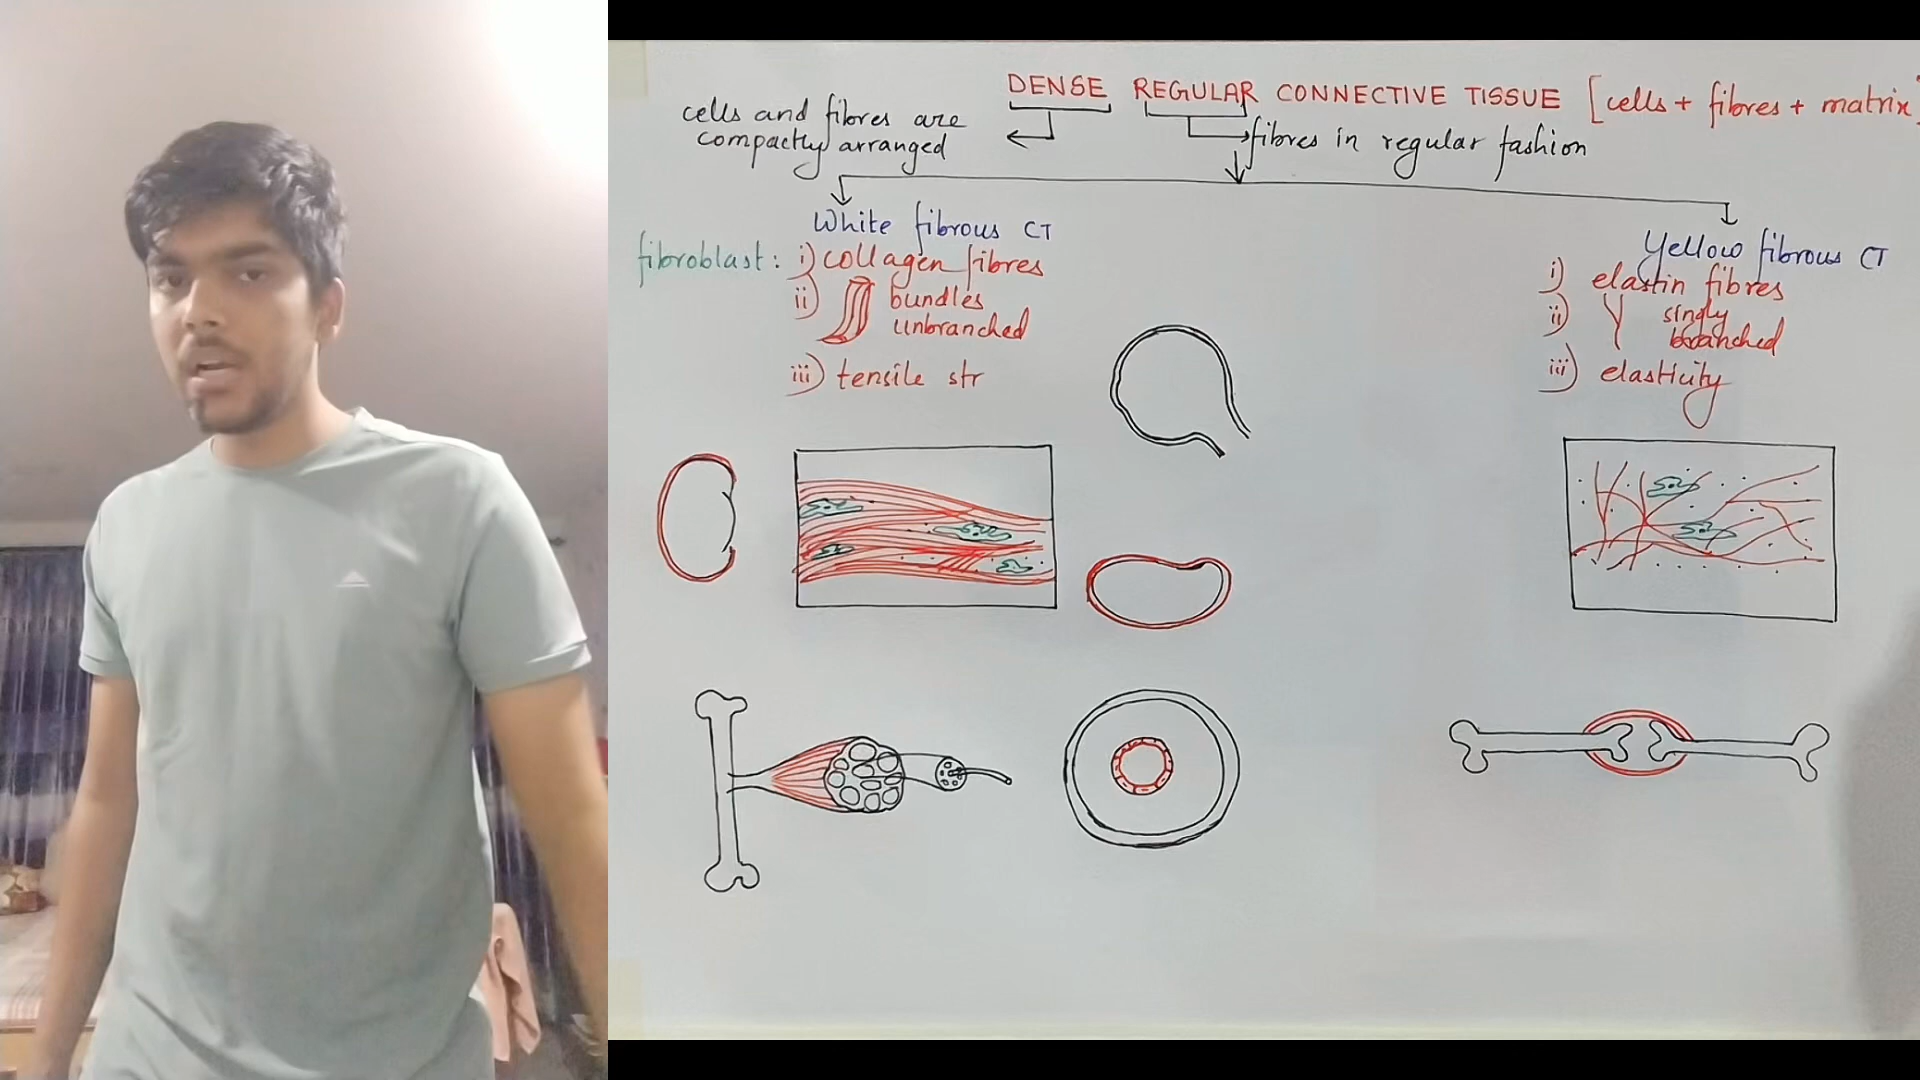 DENSE REGULAR CONNECTIVE TISSUE [cells + fibres + matrix]
cells and fibres are
compactly arranged
fibres in regular fashion
White fibrous CT
fibroblast: i) collagen fibres
ii) bundles
unbranched
iii) tensile str
Yellow fibrous CT
i) elastin fibres
ii) singly
branched
iii) elasticity